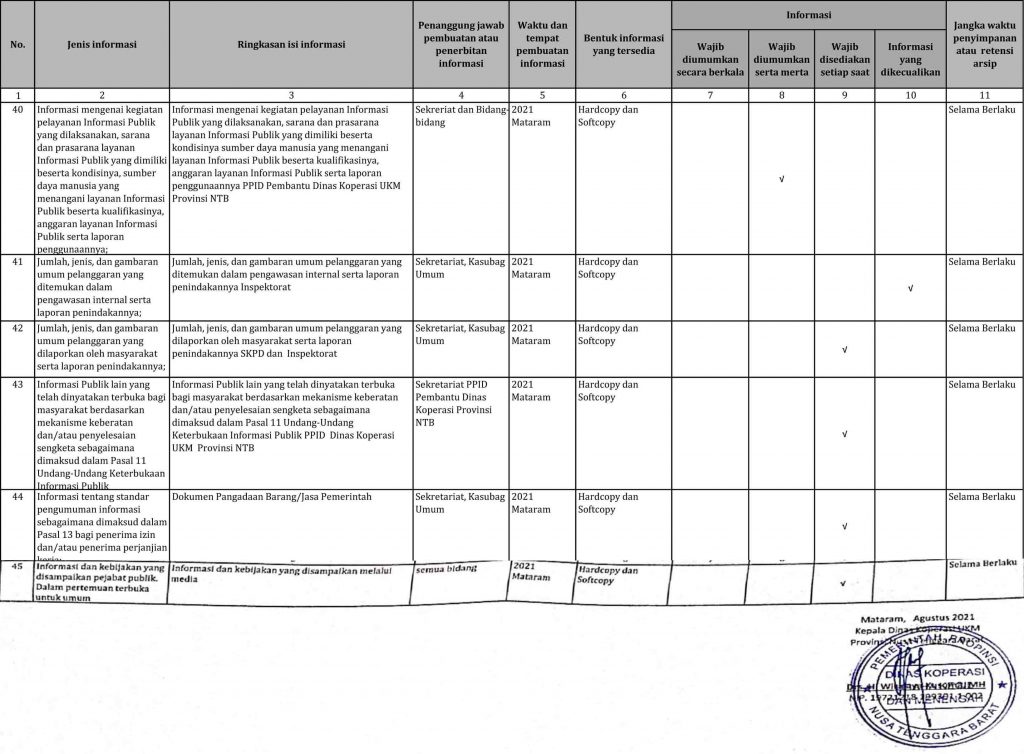 No.
Jenis informasi
Ringkasan isi informasi
Penanggung jawab
pembuatan atau
penerbitan
informasi
Waktu dan
tempat
pembuatan
informasi
Bentuk informasi
yang tersedia
Informasi
Wajib
diumumkan
secara berkala
Wajib
diumumkan
serta merta
Wajib
disediakan
setiap saat
Informasi
yang
dikecualikan
Jangka waktu
penyimpanan
atau retensi
arsip
1
2
3
4
5
6
7
8
9
10
11
40
Informasi mengenai kegiatan
pelayanan Informasi Publik
yang dilaksanakan, sarana
dan prasarana layanan
Informasi Publik yang dimiliki
beserta kondisinya, sumber
daya manusia yang
menangani layanan Informasi
Publik beserta kualifikasinya,
anggaran layanan Informasi
Publik serta laporan
penggunaannya;
Informasi mengenai kegiatan pelayanan Informasi
Publik yang dilaksanakan, sarana dan prasarana
layanan Informasi Publik yang dimiliki beserta
kondisinya sumber daya manusia yang menangani
layanan Informasi Publik beserta kualifikasinya,
anggaran layanan Informasi Publik serta laporan
penggunaannya PPID Pembantu Dinas Koperasi UKM
Provinsi NTB
Sekreriat dan Bidang-
bidang
2021
Mataram
Hardcopy dan
Softcopy
√
Selama Berlaku
41
Jumlah, jenis, dan gambaran
umum pelanggaran yang
ditemukan dalam
pengawasan internal serta
laporan penindakannya;
Jumlah, jenis, dan gambaran umum pelanggaran yang
ditemukan dalam pengawasan internal serta laporan
penindakannya Inspektorat
Sekretariat, Kasubag
Umum
2021
Mataram
Hardcopy dan
Softcopy
√
Selama Berlaku
42
Jumlah, jenis, dan gambaran
umum pelanggaran yang
dilaporkan oleh masyarakat
serta laporan penindakannya;
Jumlah, jenis, dan gambaran umum pelanggaran yang
dilaporkan oleh masyarakat serta laporan
penindakannya SKPD dan Inspektorat
Sekretariat, Kasubag
Umum
2021
Mataram
Hardcopy dan
Softcopy
√
Selama Berlaku
43
Informasi Publik lain yang
telah dinyatakan terbuka bagi
masyarakat berdasarkan
mekanisme keberatan
dan/atau penyelesaian
sengketa sebagaimana
dimaksud dalam Pasal 11
Undang-Undang Keterbukaan
Informasi Publik
Informasi Publik lain yang telah dinyatakan terbuka
bagi masyarakat berdasarkan mekanisme keberatan
dan/atau penyelesaian sengketa sebagaimana
dimaksud dalam Pasal 11 Undang-Undang
Keterbukaan Informasi Publik PPID Dinas Koperasi
UKM Provinsi NTB
Sekretariat PPID
Pembantu Dinas
Koperasi Provinsi
NTB
2021
Mataram
Hardcopy dan
Softcopy
√
Selama Berlaku
44
Informasi tentang standar
pengumuman informasi
sebagaimana dimaksud dalam
Pasal 13 bagi penerima izin
dan/atau penerima perjanjian
Dokumen Pangadaan Barang/Jasa Pemerintah
Sekretariat, Kasubag
Umum
2021
Mataram
Hardcopy dan
Softcopy
√
Selama Berlaku
45
Informasi dan kebijakan yang
disampaikan pejabat publik.
Dalam pertemuan terbuka
untuk umum
Informasi dan kebijakan yang disampaikan melalui
media
semua bidang
2021
Mataram
Hardcopy dan
Softcopy
√
Selama Berlaku
Mataram, Agustus 2021
Kepala Dinas Koperasi UKM
PEMERINTAH PROPINSI
DINAS KOPERASI
DAN MENENGAH
NUSA TENGGARA BARAT